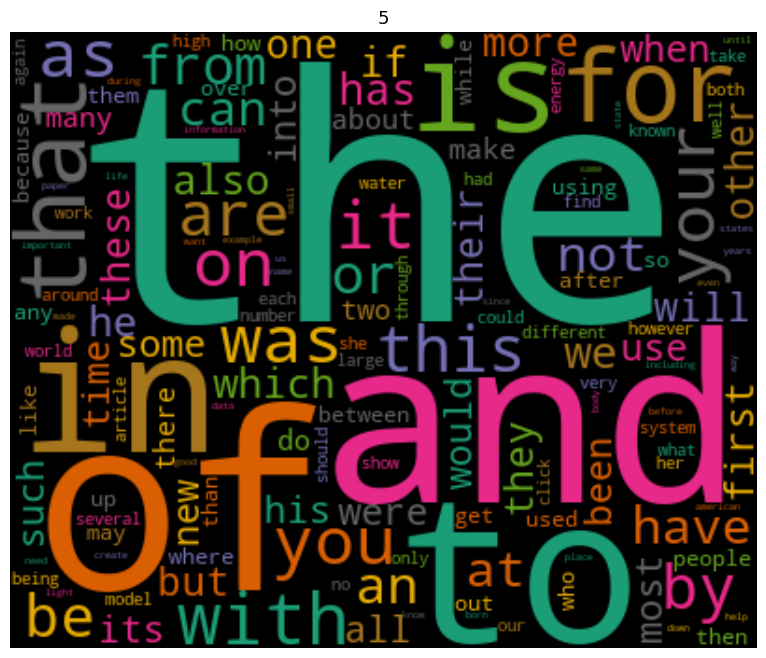 5
the
and
of
to
in
is
for
that
as
from
high
how
one
if
more
when
until
again
during
them
over
can
has
while
energy
take
both
because
many
information
into
about
make
state
known
well
your
other
paper
life
also
water
had
same
using
find
work
are
small
it
their
not
so
states
important
these
want
example
on
us
name
or
through
after
years
around
made
he
each
number
two
since
could
even
will
any
world
time
some
was
she
large
this
different
we
use
however
including
way
very
like
article
there
which
data
between
would
they
body
before
system
what
her
first
good
do
should
show
click
been
such
up
several
may
new
than
his
were
get
used
american
have
need
create
where
being
light
model
but
you
only
no
an
at
place
who
people
most
by
be
its
with
all
know
out
born
our
down
help
then